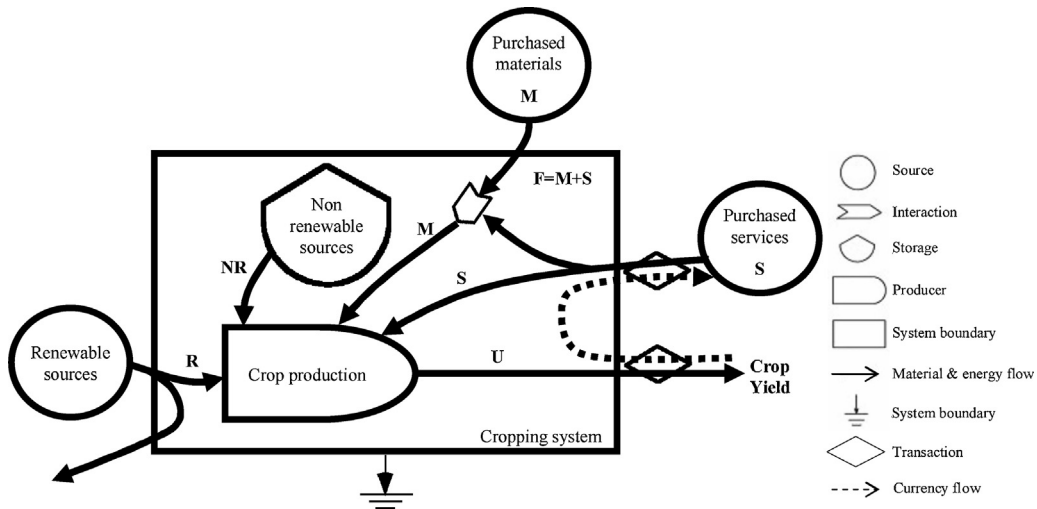 Purchased
materials
M
F=M+S
Non
renewable
sources
M
NR
S
Purchased
services
S
Renewable
sources
R
Crop production
U
Crop
Yield
Cropping system
Source
Interaction
Storage
Producer
System boundary
Material & energy flow
System boundary
Transaction
Currency flow